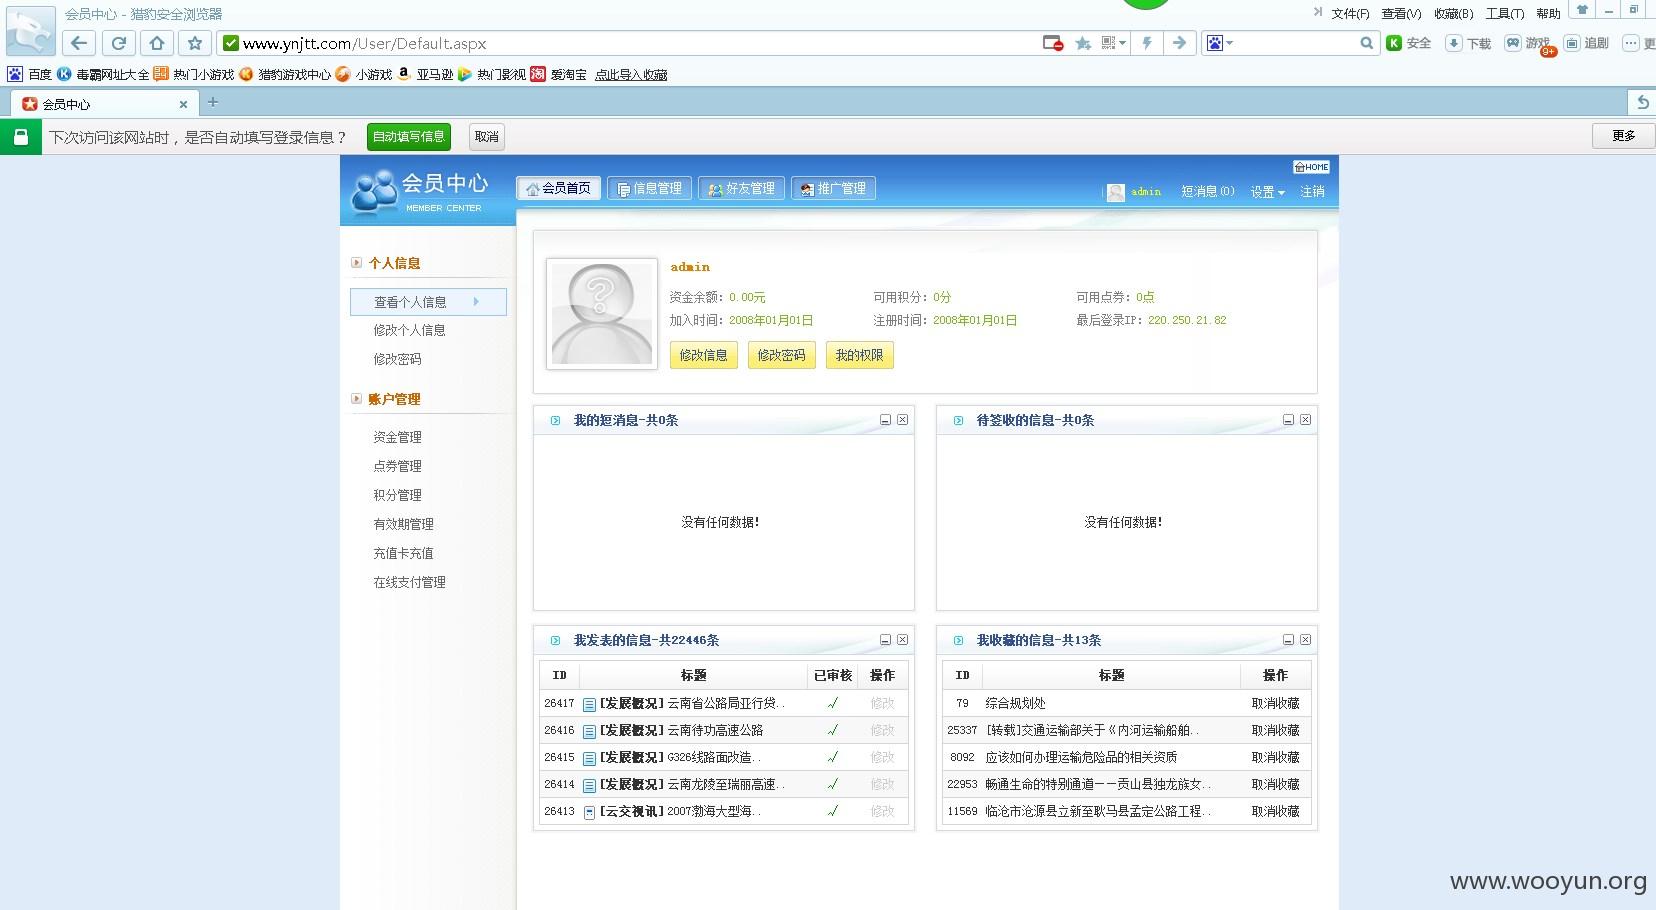 会员中心 - 猎豹安全浏览器
文件(F) 查看(V) 收藏(B) 工具(T) 帮助
www.ynjtt.com/User/Default.aspx
安全 下载 游戏 9+ 追剧 更
百度 毒霸网址大全 热门小游戏 猎豹游戏中心 小游戏 亚马逊 热门影视 爱淘宝 点此导入收藏
会员中心
下次访问该网站时，是否自动填写登录信息？ 自动填写信息 取消 更多
HOME
会员中心
MEMBER CENTER
会员首页 信息管理 好友管理 推广管理
admin 短消息(0) 设置 注销
个人信息
查看个人信息
修改个人信息
修改密码
账户管理
资金管理
点券管理
积分管理
有效期管理
充值卡充值
在线支付管理
admin
资金余额：0.00元 可用积分：0分 可用点券：0点
加入时间：2008年01月01日 注册时间：2008年01月01日 最后登录IP：220.250.21.82
修改信息 修改密码 我的权限
我的短消息-共0条
没有任何数据!
待签收的信息-共0条
没有任何数据!
我发表的信息-共22446条
ID 标题 已审核 操作
26417 [发展概况]云南省公路局亚行贷.. 修改
26416 [发展概况]云南待功高速公路 修改
26415 [发展概况]G326线路面改造.. 修改
26414 [发展概况]云南龙陵至瑞丽高速.. 修改
26413 [云交视讯]2007渤海大型海.. 修改
我收藏的信息-共13条
ID 标题 操作
79 综合规划处 取消收藏
25337 [转载]交通运输部关于《内河运输船舶.. 取消收藏
8092 应该如何办理运输危险品的相关资质 取消收藏
22953 畅通生命的特别通道——贡山县独龙族女.. 取消收藏
11569 临沧市沧源县立新至耿马县孟定公路工程.. 取消收藏
www.wooyun.org